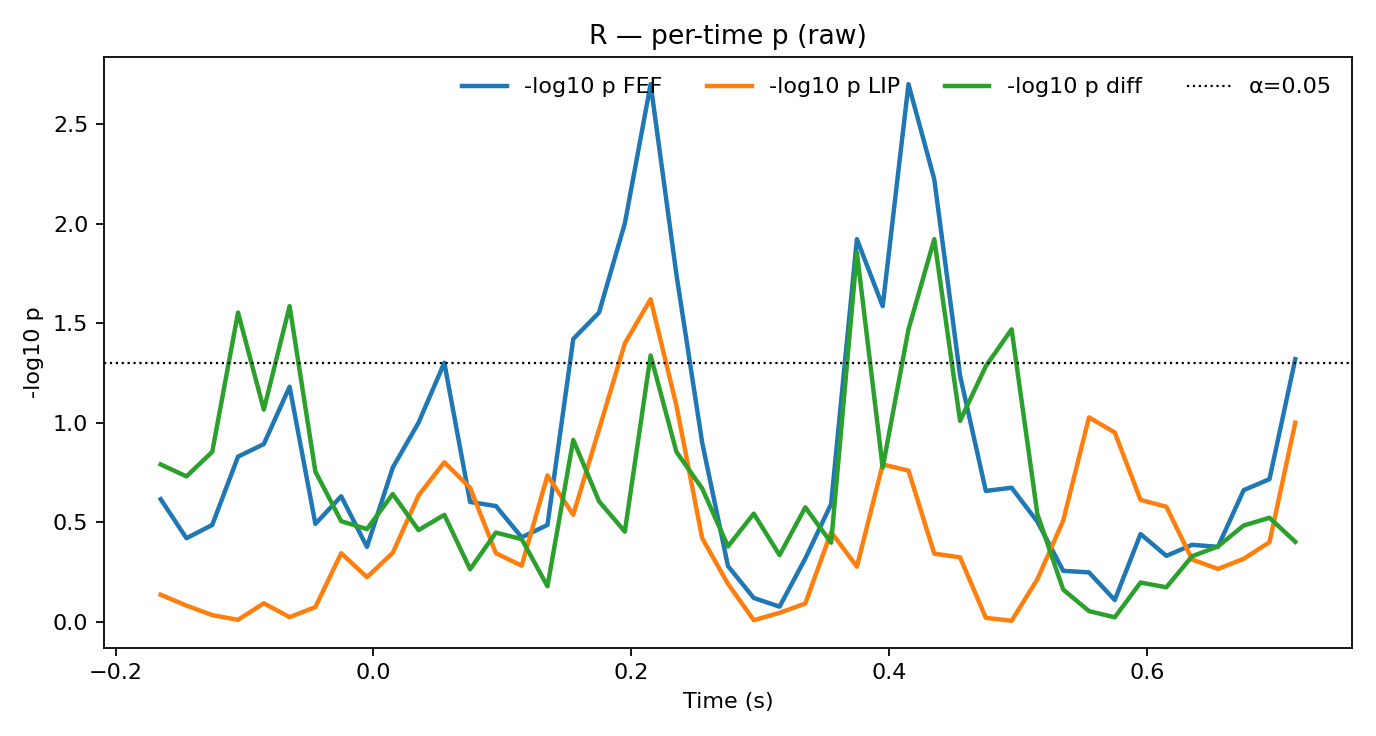 R — per-time p (raw)
-log10 p FEF
-log10 p LIP
-log10 p diff
α=0.05
-log10 p
2.5
2.0
1.5
1.0
0.5
0.0
−0.2
0.0
0.2
0.4
0.6
Time (s)